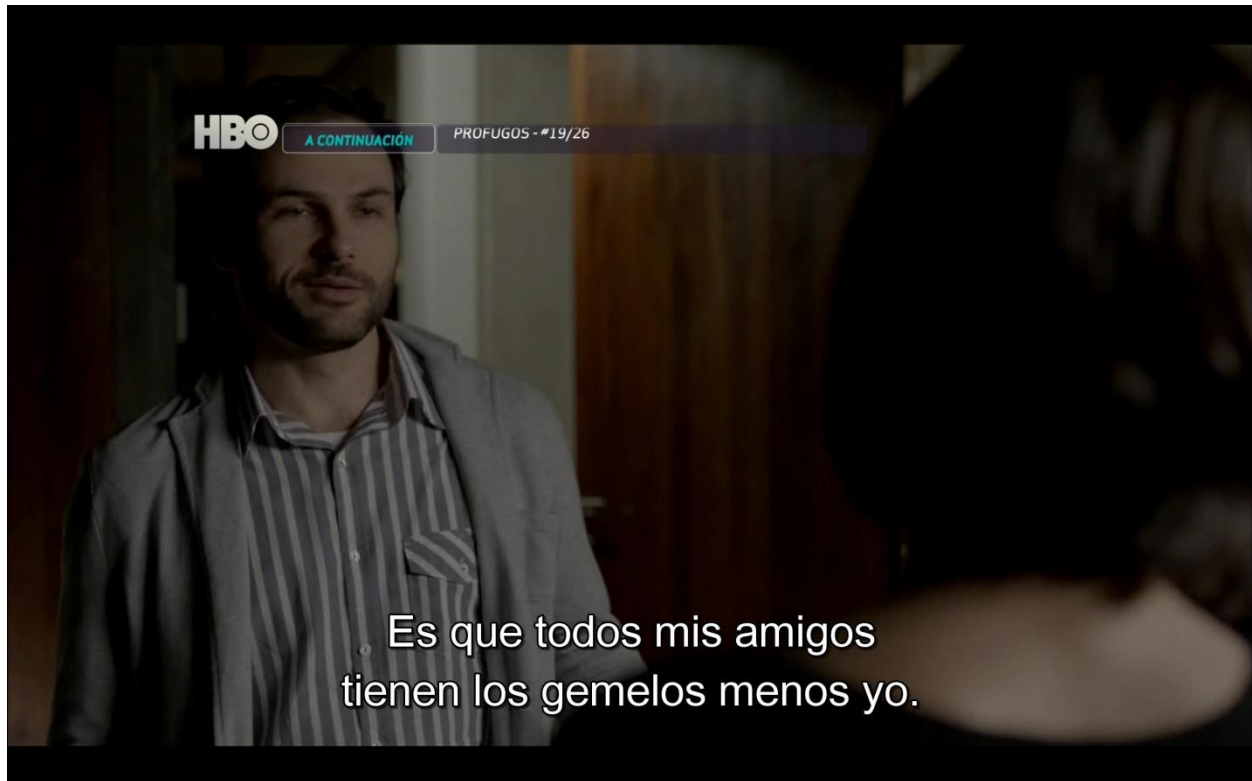 HBO
A CONTINUACIÓN
PROFUGOS - #19/26
Es que todos mis amigos
tienen los gemelos menos yo.